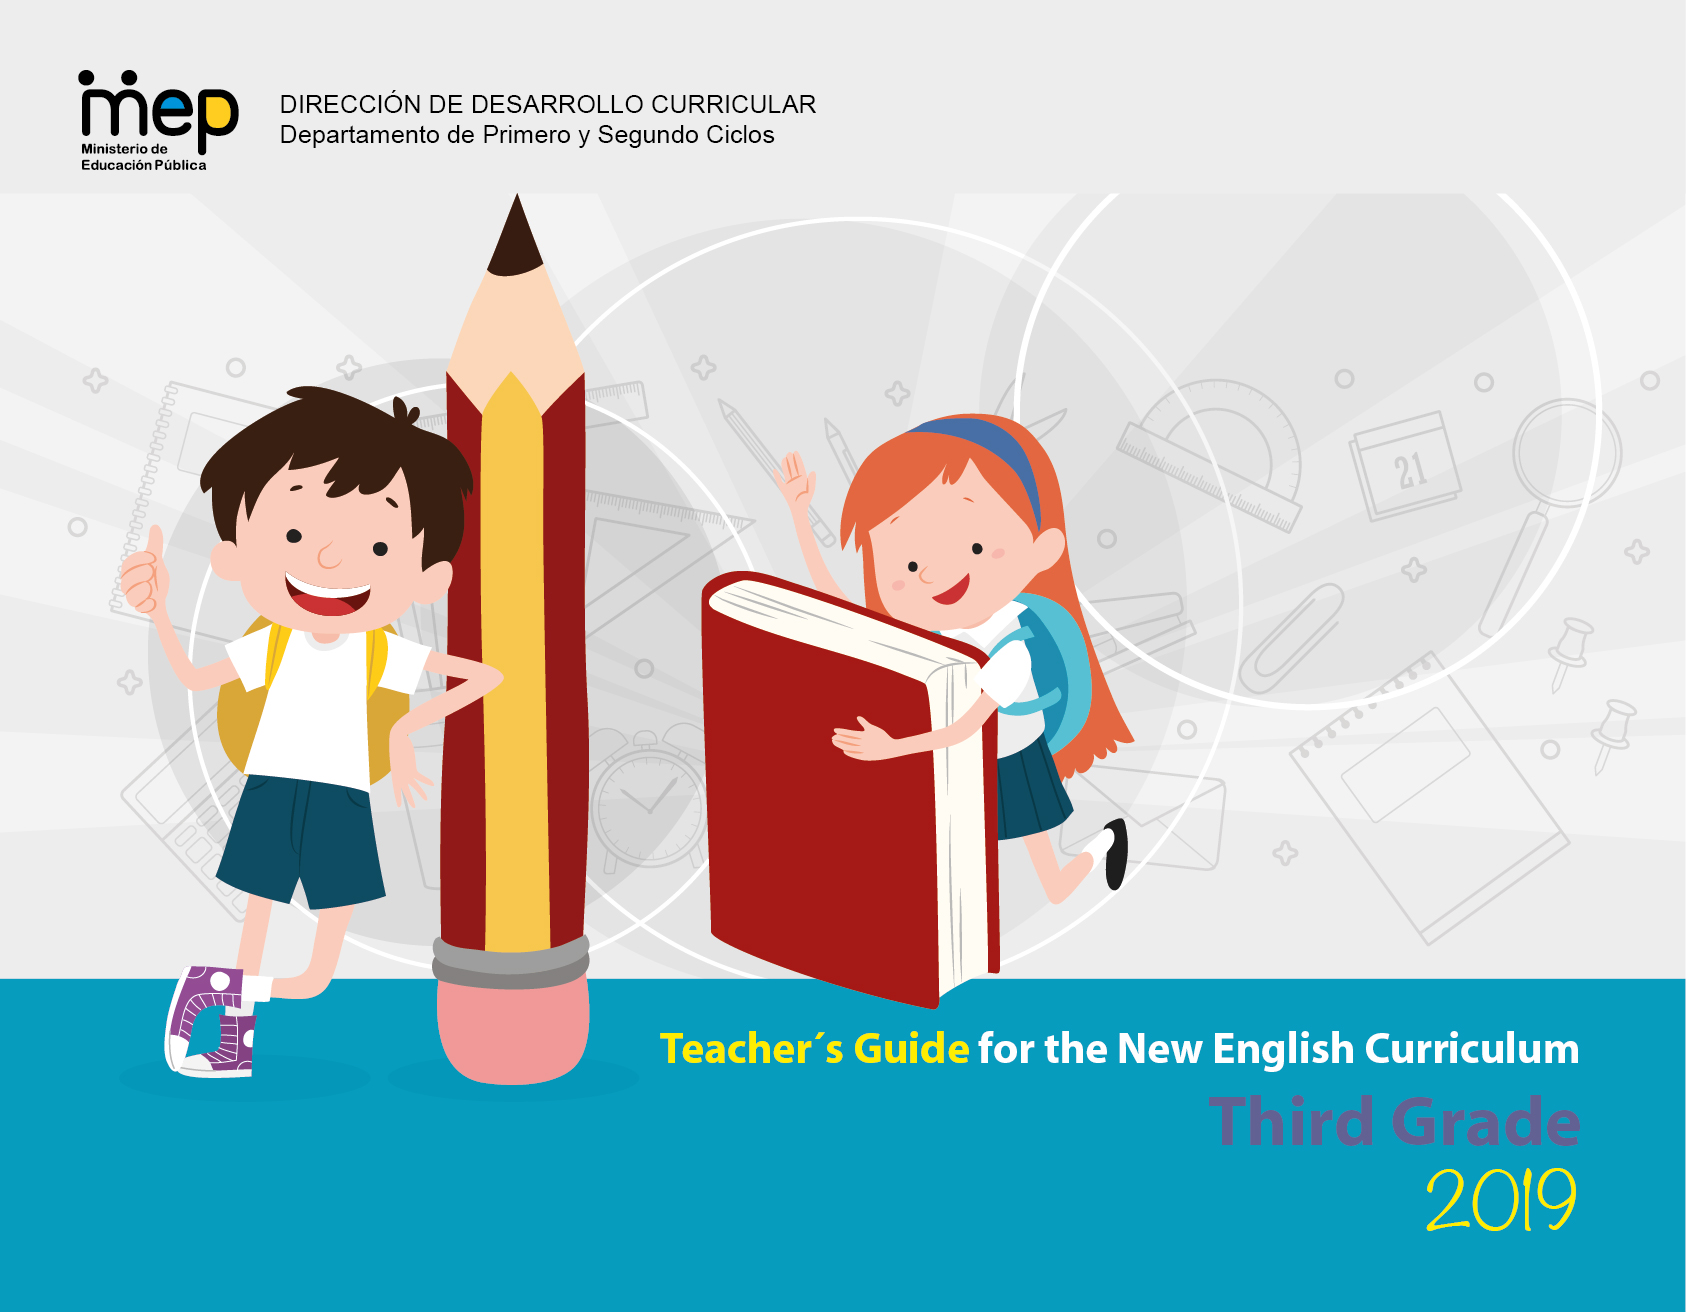 mep
Ministerio de
Educación Pública
DIRECCIÓN DE DESARROLLO CURRICULAR
Departamento de Primero y Segundo Ciclos
21
Teacher´s Guide for the New English Curriculum
Third Grade
2019